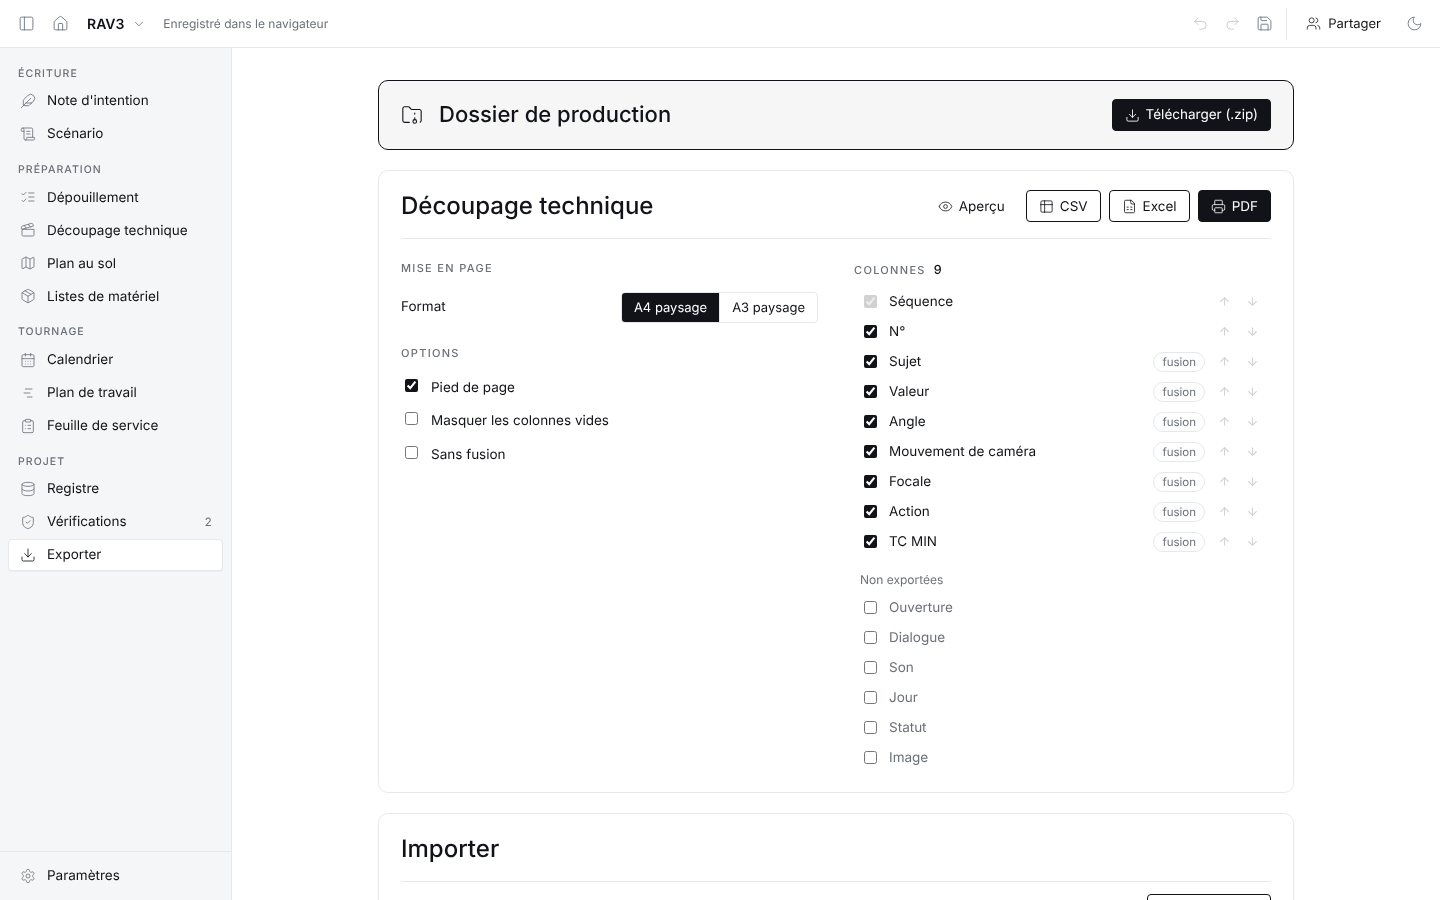 RAV3
Enregistré dans le navigateur
Partager
ÉCRITURE
Note d'intention
Scénario
PRÉPARATION
Dépouillement
Découpage technique
Plan au sol
Listes de matériel
TOURNAGE
Calendrier
Plan de travail
Feuille de service
PROJET
Registre
Vérifications 2
Exporter
Paramètres
Dossier de production
Télécharger (.zip)
Découpage technique
Aperçu
CSV
Excel
PDF
MISE EN PAGE
Format
A4 paysage
A3 paysage
OPTIONS
Pied de page
Masquer les colonnes vides
Sans fusion
COLONNES 9
Séquence
N°
Sujet fusion
Valeur fusion
Angle fusion
Mouvement de caméra fusion
Focale fusion
Action fusion
TC MIN fusion
Non exportées
Ouverture
Dialogue
Son
Jour
Statut
Image
Importer